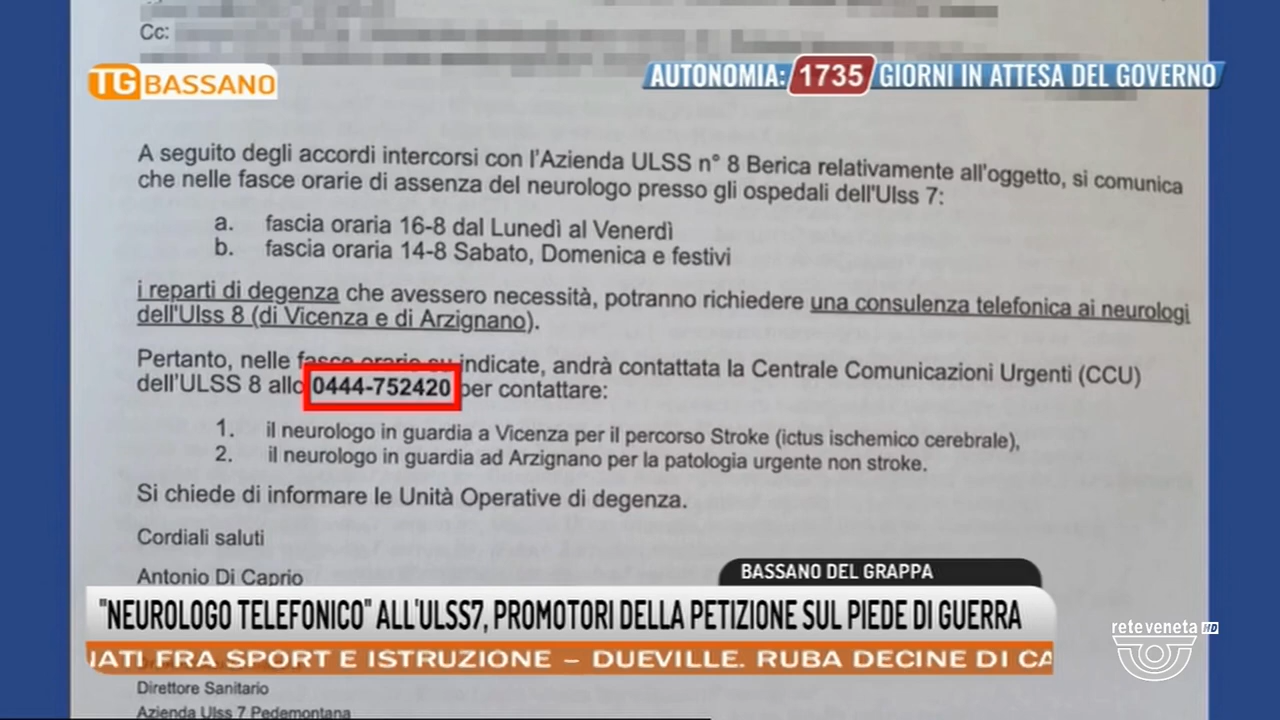 Cc:
TG BASSANO
AUTONOMIA: 1735 GIORNI IN ATTESA DEL GOVERNO
A seguito degli accordi intercorsi con l'Azienda ULSS n° 8 Berica relativamente all'oggetto, si comunica
che nelle fasce orarie di assenza del neurologo presso gli ospedali dell'Ulss 7:
a. fascia oraria 16-8 dal Lunedì al Venerdì
b. fascia oraria 14-8 Sabato, Domenica e festivi
i reparti di degenza che avessero necessità, potranno richiedere una consulenza telefonica ai neurologi
dell'Ulss 8 (di Vicenza e di Arzignano).
Pertanto, nelle fasce orarie su indicate, andrà contattata la Centrale Comunicazioni Urgenti (CCU)
dell'ULSS 8 allo 0444-752420 per contattare:
1. il neurologo in guardia a Vicenza per il percorso Stroke (ictus ischemico cerebrale),
2. il neurologo in guardia ad Arzignano per la patologia urgente non stroke.
Si chiede di informare le Unità Operative di degenza.
Cordiali saluti
Antonio Di Caprio
BASSANO DEL GRAPPA
"NEUROLOGO TELEFONICO" ALL'ULSS7, PROMOTORI DELLA PETIZIONE SUL PIEDE DI GUERRA
reteveneta HD
IATI FRA SPORT E ISTRUZIONE – DUEVILLE. RUBA DECINE DI CA
Direttore Sanitario
Azienda Ulss 7 Pedemontana